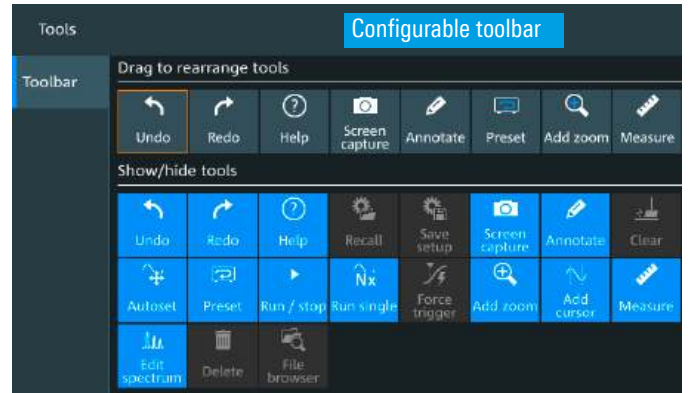 Tools
Configurable toolbar
Toolbar
Drag to rearrange tools
Undo Redo Help Screen capture Annotate Preset Add zoom Measure
Show/hide tools
Undo Redo Help Recall Save setup Screen capture Annotate Clear
Autoset Preset Run / stop Run single Force trigger Add zoom Add cursor Measure
Edit spectrum Delete File browser